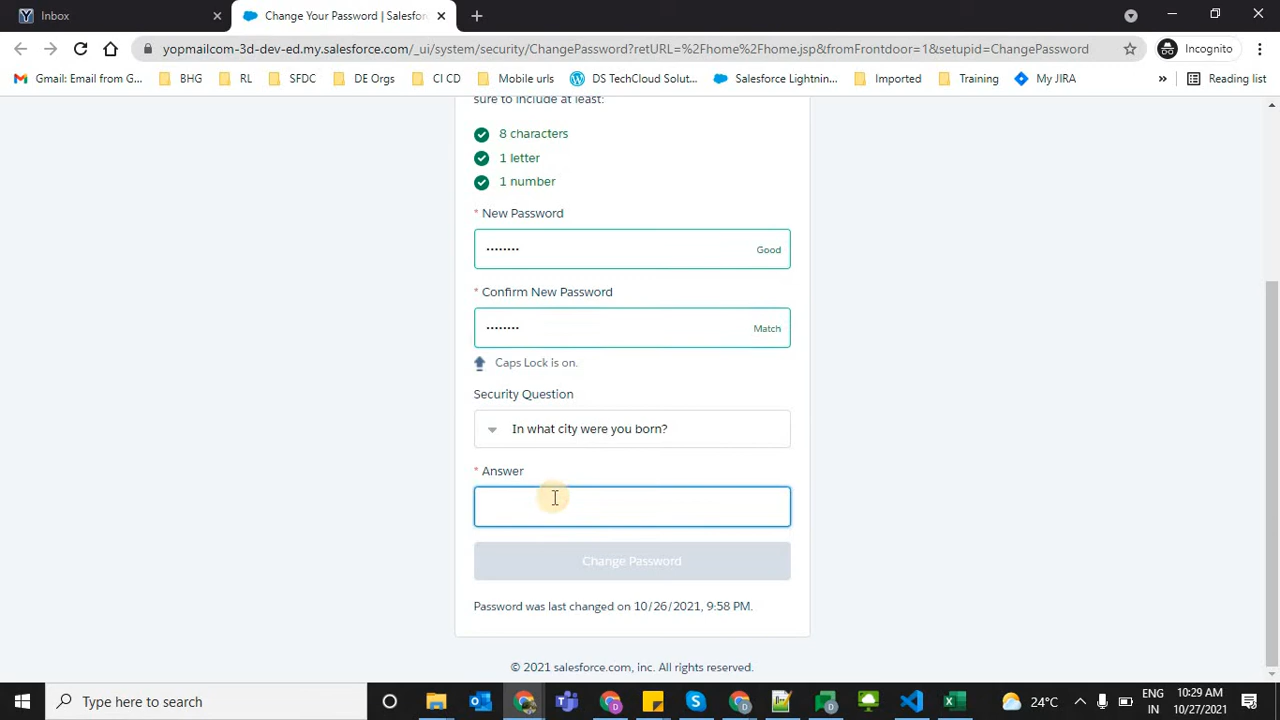 Inbox
Change Your Password | Salesfor
yopmailcom-3d-dev-ed.my.salesforce.com/_ui/system/security/ChangePassword?retURL=%2Fhome%2Fhome.jsp&fromFrontdoor=1&setupid=ChangePassword
Incognito
Gmail: Email from G...
BHG
RL
SFDC
DE Orgs
CI CD
Mobile urls
DS TechCloud Solut...
Salesforce Lightnin...
Imported
Training
My JIRA
»
Reading list
sure to include at least:
8 characters
1 letter
1 number
* New Password
•••••••• Good
* Confirm New Password
•••••••• Match
Caps Lock is on.
Security Question
In what city were you born?
* Answer
Change Password
Password was last changed on 10/26/2021, 9:58 PM.
© 2021 salesforce.com, inc. All rights reserved.
Type here to search
24°C
ENG
IN
10:29 AM
10/27/2021